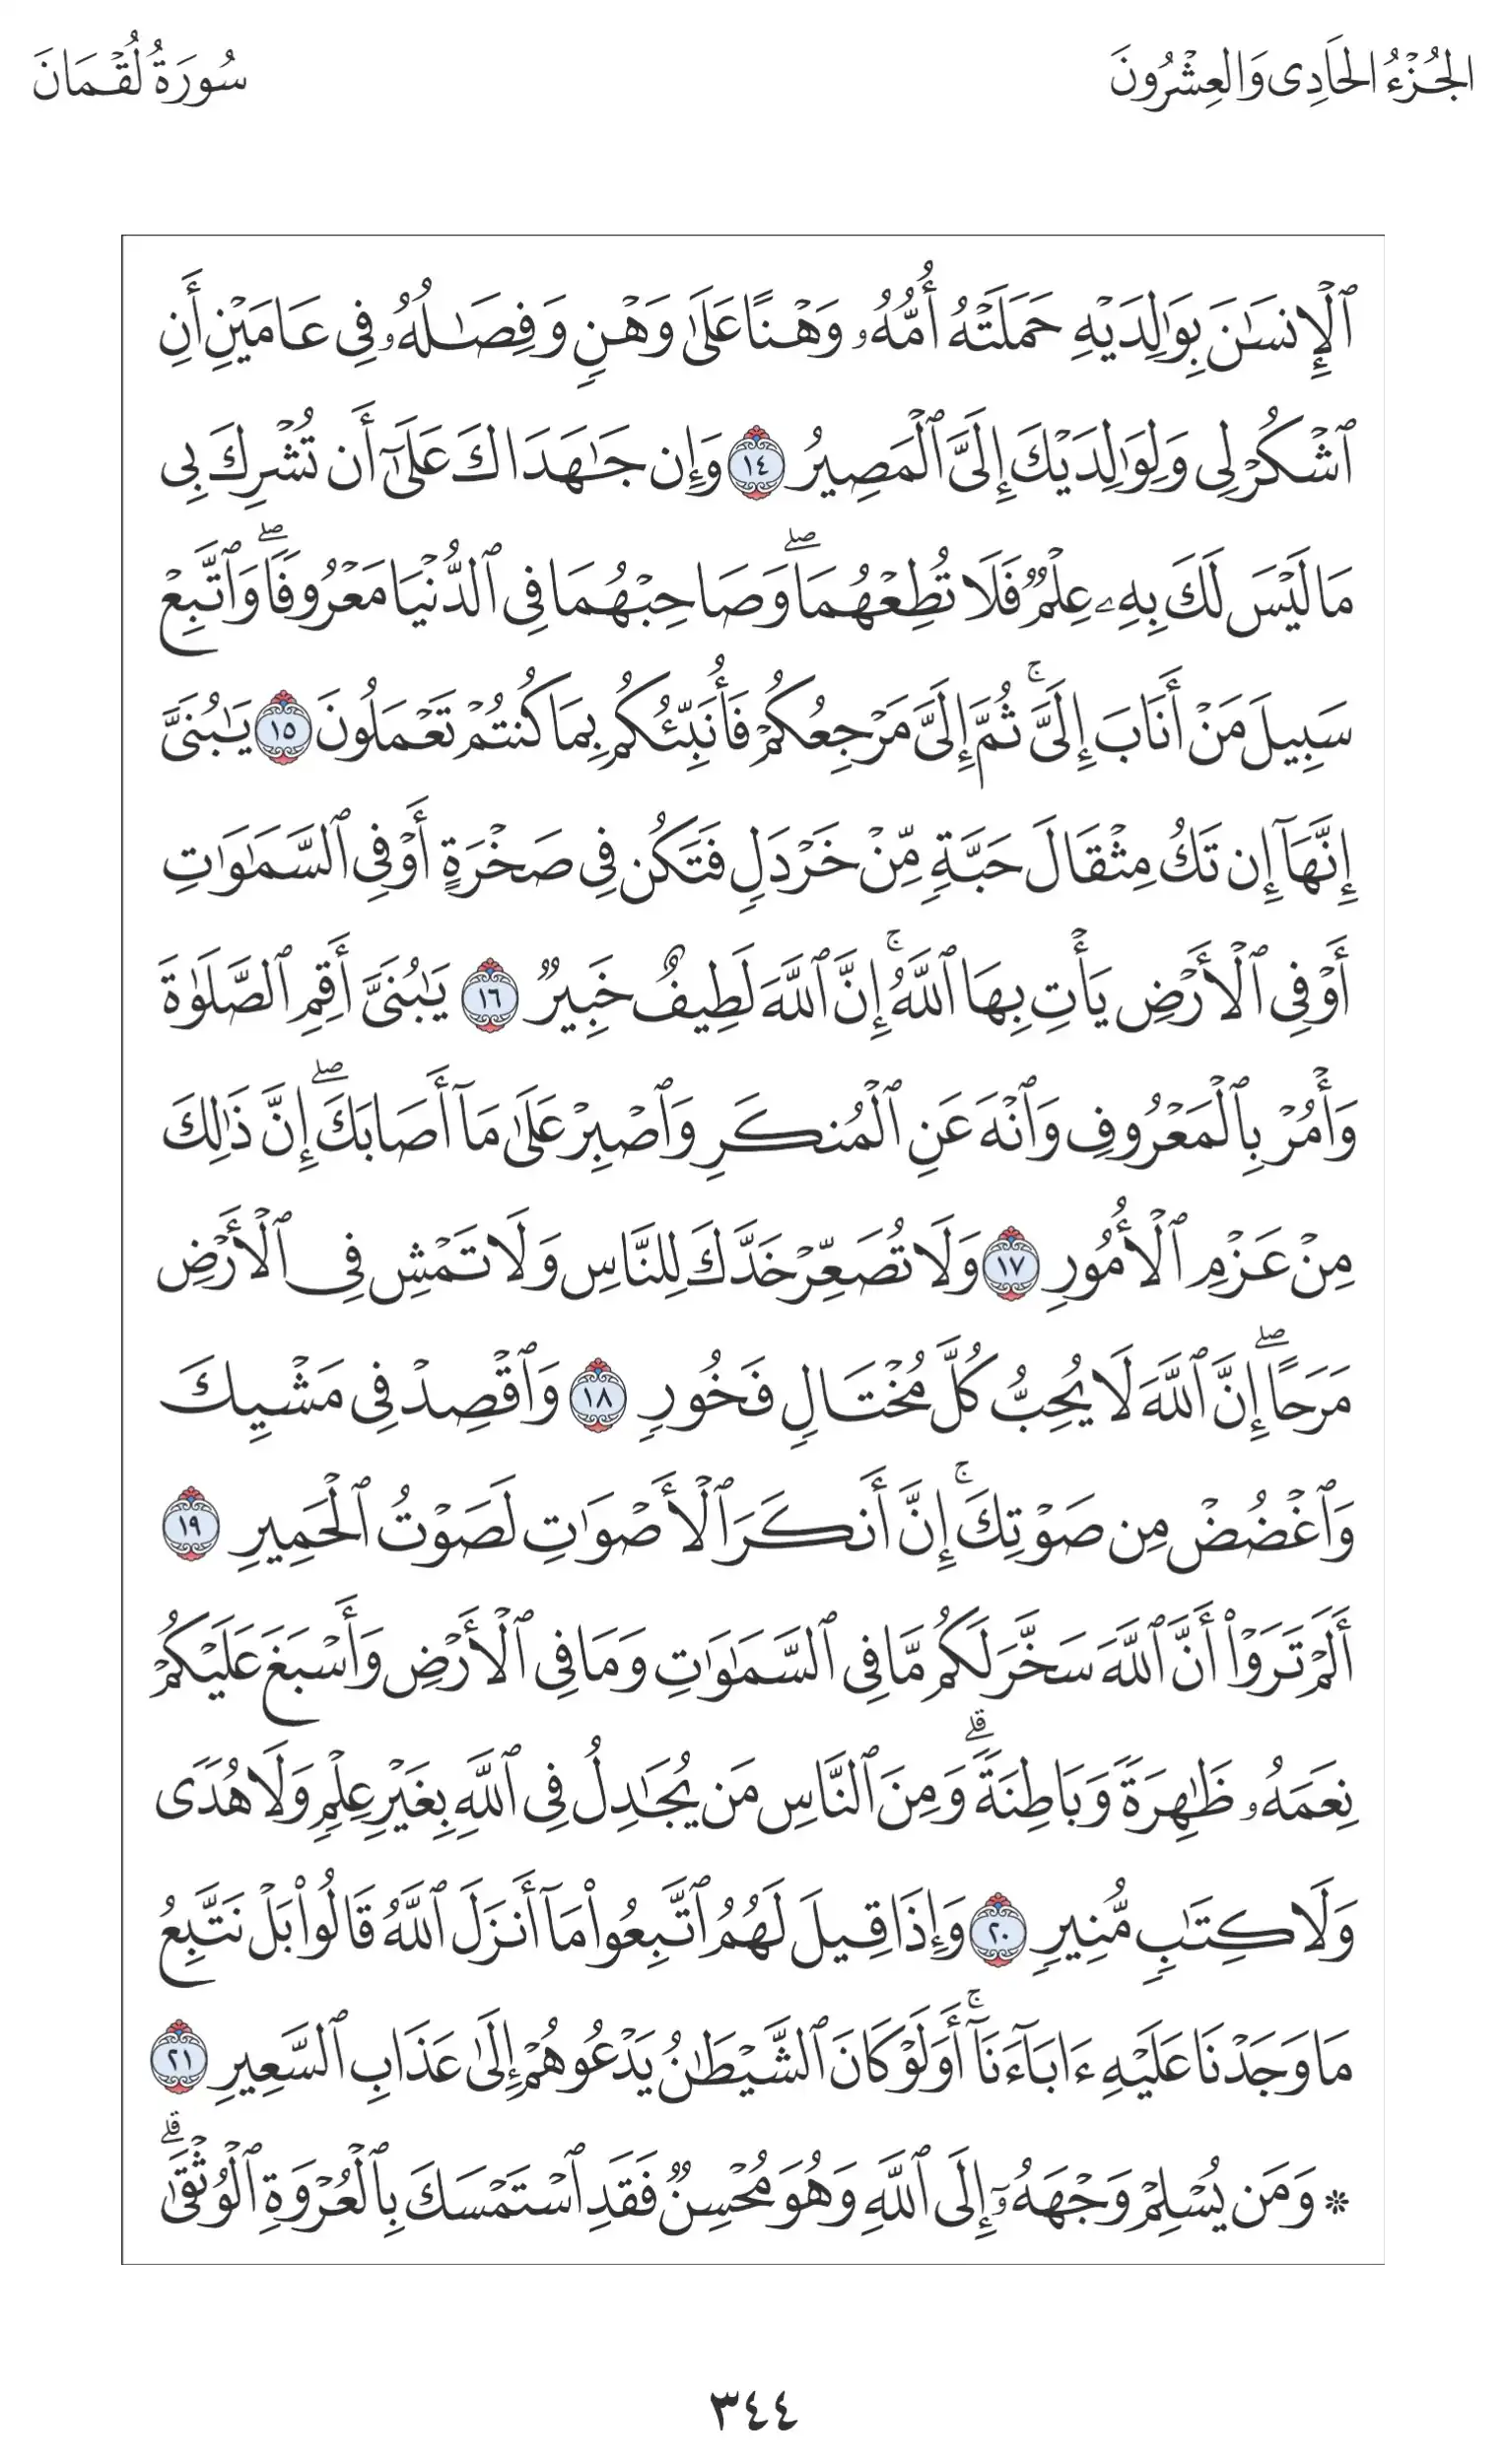 الجُزْءُ الحَادِى وَالعِشْرُونَ
سُورَةُ لُقْمَانَ
ٱلْإِنسَٰنَ بِوَٰلِدَيْهِ حَمَلَتْهُ أُمُّهُۥ وَهْنًا عَلَىٰ وَهْنٍ وَفِصَٰلُهُۥ فِى عَامَيْنِ أَنِ
ٱشْكُرْ لِى وَلِوَٰلِدَيْكَ إِلَىَّ ٱلْمَصِيرُ ١٤ وَإِن جَٰهَدَاكَ عَلَىٰٓ أَن تُشْرِكَ بِى
مَا لَيْسَ لَكَ بِهِۦ عِلْمٌ فَلَا تُطِعْهُمَاۖ وَصَاحِبْهُمَا فِى ٱلدُّنْيَا مَعْرُوفًاۖ وَٱتَّبِعْ
سَبِيلَ مَنْ أَنَابَ إِلَىَّۚ ثُمَّ إِلَىَّ مَرْجِعُكُمْ فَأُنَبِّئُكُم بِمَا كُنتُمْ تَعْمَلُونَ ١٥ يَٰبُنَىَّ
إِنَّهَآ إِن تَكُ مِثْقَالَ حَبَّةٍ مِّنْ خَرْدَلٍ فَتَكُن فِى صَخْرَةٍ أَوْ فِى ٱلسَّمَٰوَٰتِ
أَوْ فِى ٱلْأَرْضِ يَأْتِ بِهَا ٱللَّهُۚ إِنَّ ٱللَّهَ لَطِيفٌ خَبِيرٌ ١٦ يَٰبُنَىَّ أَقِمِ ٱلصَّلَوٰةَ
وَأْمُرْ بِٱلْمَعْرُوفِ وَٱنْهَ عَنِ ٱلْمُنكَرِ وَٱصْبِرْ عَلَىٰ مَآ أَصَابَكَۖ إِنَّ ذَٰلِكَ
مِنْ عَزْمِ ٱلْأُمُورِ ١٧ وَلَا تُصَعِّرْ خَدَّكَ لِلنَّاسِ وَلَا تَمْشِ فِى ٱلْأَرْضِ
مَرَحًاۖ إِنَّ ٱللَّهَ لَا يُحِبُّ كُلَّ مُخْتَالٍ فَخُورٍ ١٨ وَٱقْصِدْ فِى مَشْيِكَ
وَٱغْضُضْ مِن صَوْتِكَۚ إِنَّ أَنكَرَ ٱلْأَصْوَٰتِ لَصَوْتُ ٱلْحَمِيرِ ١٩
أَلَمْ تَرَوْا۟ أَنَّ ٱللَّهَ سَخَّرَ لَكُم مَّا فِى ٱلسَّمَٰوَٰتِ وَمَا فِى ٱلْأَرْضِ وَأَسْبَغَ عَلَيْكُمْ
نِعَمَهُۥ ظَٰهِرَةً وَبَاطِنَةًۗ وَمِنَ ٱلنَّاسِ مَن يُجَٰدِلُ فِى ٱللَّهِ بِغَيْرِ عِلْمٍ وَلَا هُدًى
وَلَا كِتَٰبٍ مُّنِيرٍ ٢٠ وَإِذَا قِيلَ لَهُمُ ٱتَّبِعُوا۟ مَآ أَنزَلَ ٱللَّهُ قَالُوا۟ بَلْ نَتَّبِعُ
مَا وَجَدْنَا عَلَيْهِ ءَابَآءَنَآۚ أَوَلَوْ كَانَ ٱلشَّيْطَٰنُ يَدْعُوهُمْ إِلَىٰ عَذَابِ ٱلسَّعِيرِ ٢١
* وَمَن يُسْلِمْ وَجْهَهُۥٓ إِلَى ٱللَّهِ وَهُوَ مُحْسِنٌ فَقَدِ ٱسْتَمْسَكَ بِٱلْعُرْوَةِ ٱلْوُثْقَىٰۗ
٣٤٤